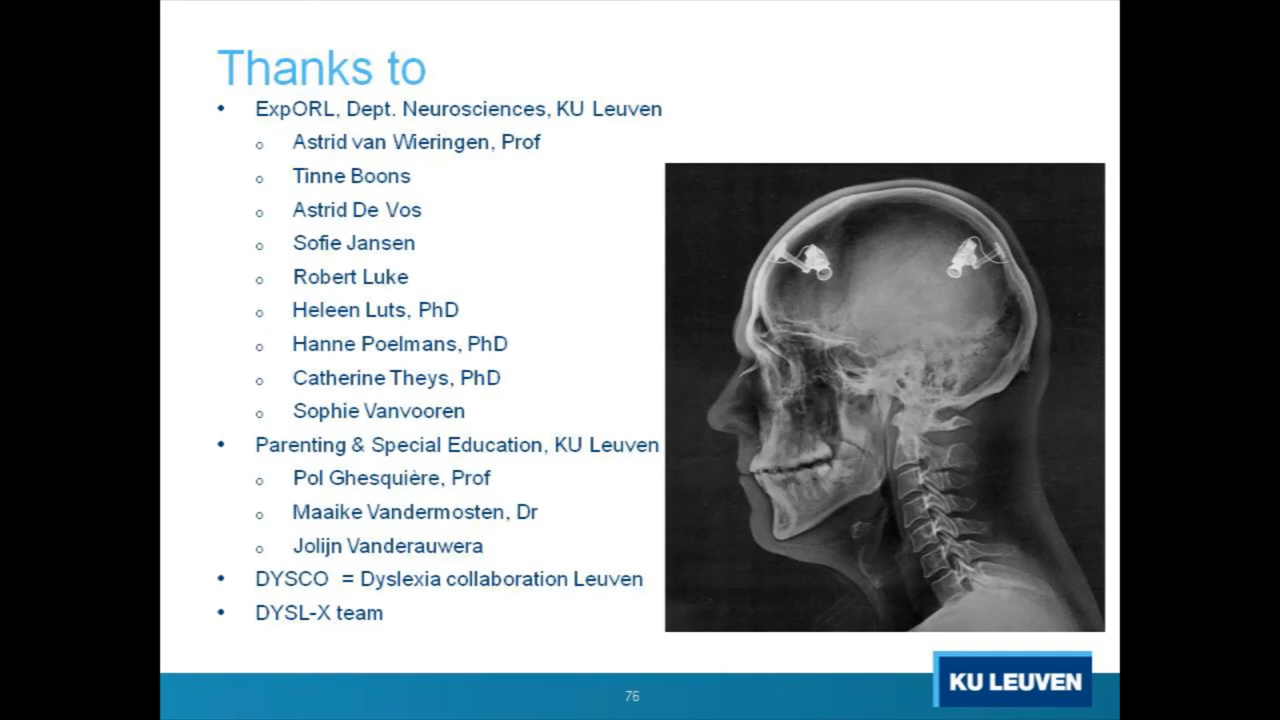 Thanks to
• ExpORL, Dept. Neurosciences, KU Leuven
o Astrid van Wieringen, Prof
o Tinne Boons
o Astrid De Vos
o Sofie Jansen
o Robert Luke
o Heleen Luts, PhD
o Hanne Poelmans, PhD
o Catherine Theys, PhD
o Sophie Vanvooren
• Parenting & Special Education, KU Leuven
o Pol Ghesquière, Prof
o Maaike Vandermosten, Dr
o Jolijn Vanderauwera
• DYSCO = Dyslexia collaboration Leuven
• DYSL-X team
76
KU LEUVEN